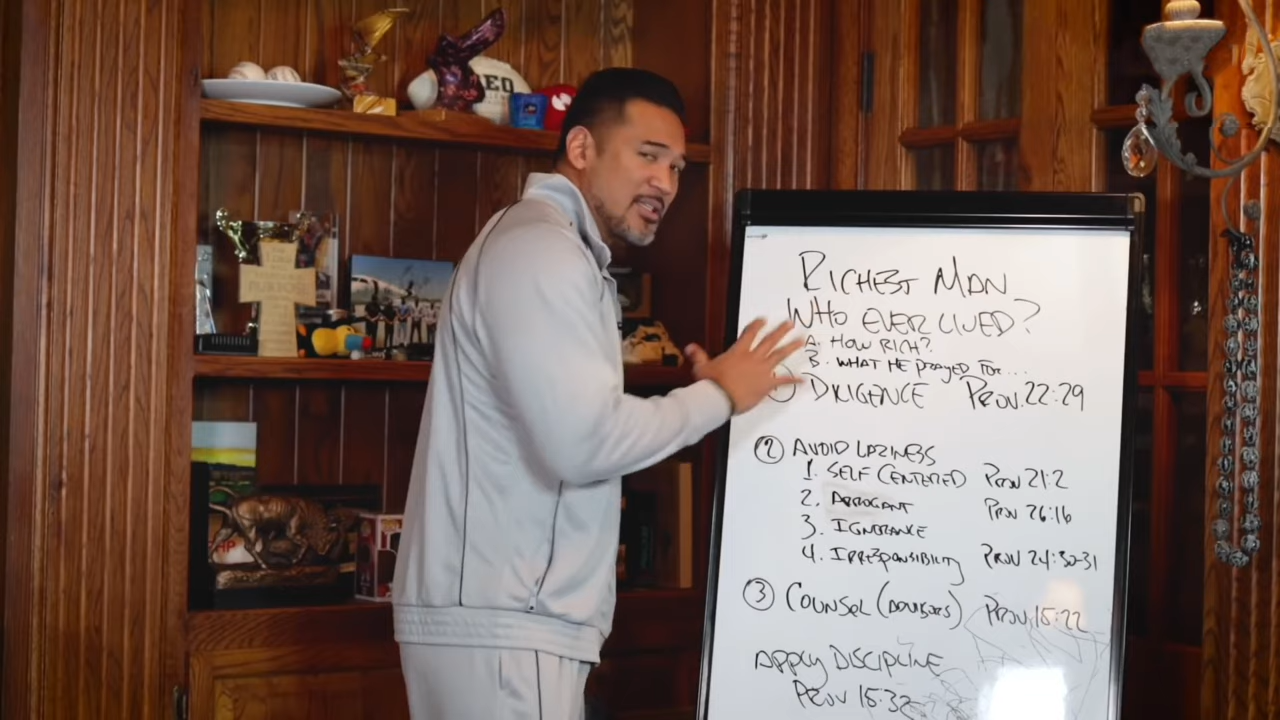 EQ
HP
RICHEST MAN
WHO EVER LIVED?
A. HOW RICH?
B. WHAT HE PRAYED FOR...
DILIGENCE PROV. 22:29
② AVOID LAZINESS
1. SELF CENTERED PROV 21:2
2. ARROGANT PROV 26:16
3. IGNORANCE
4. IRRESPONSIBILITY PROV 24:30-31
③ COUNSEL (ADVISORS) PROV 15:22
APPLY DISCIPLINE
PROV 15:32